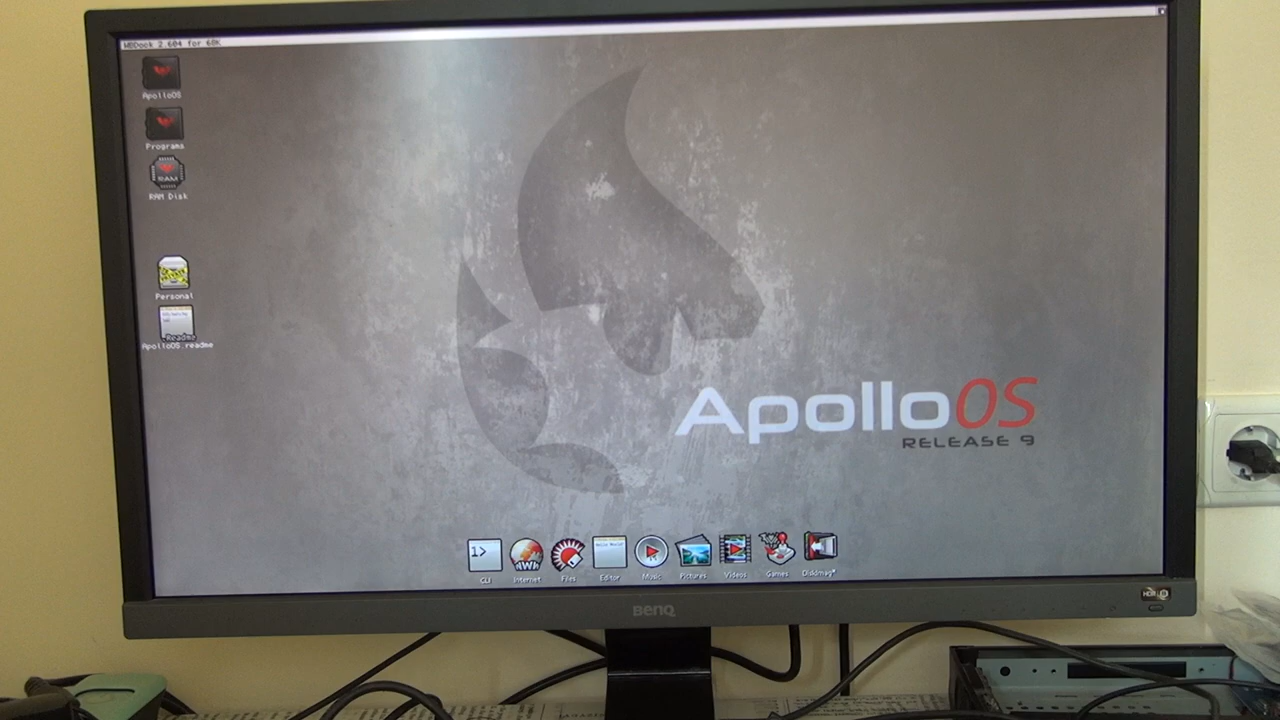 WBDock 2.604 for 68K
ApolloOS
Programs
RAM
RAM Disk
Personal
Readme
ApolloOS.readme
ApolloOS
RELEASE 9
1>
CLI
Internet
Files
Editor
Music
Pictures
Videos
Games
BenQ